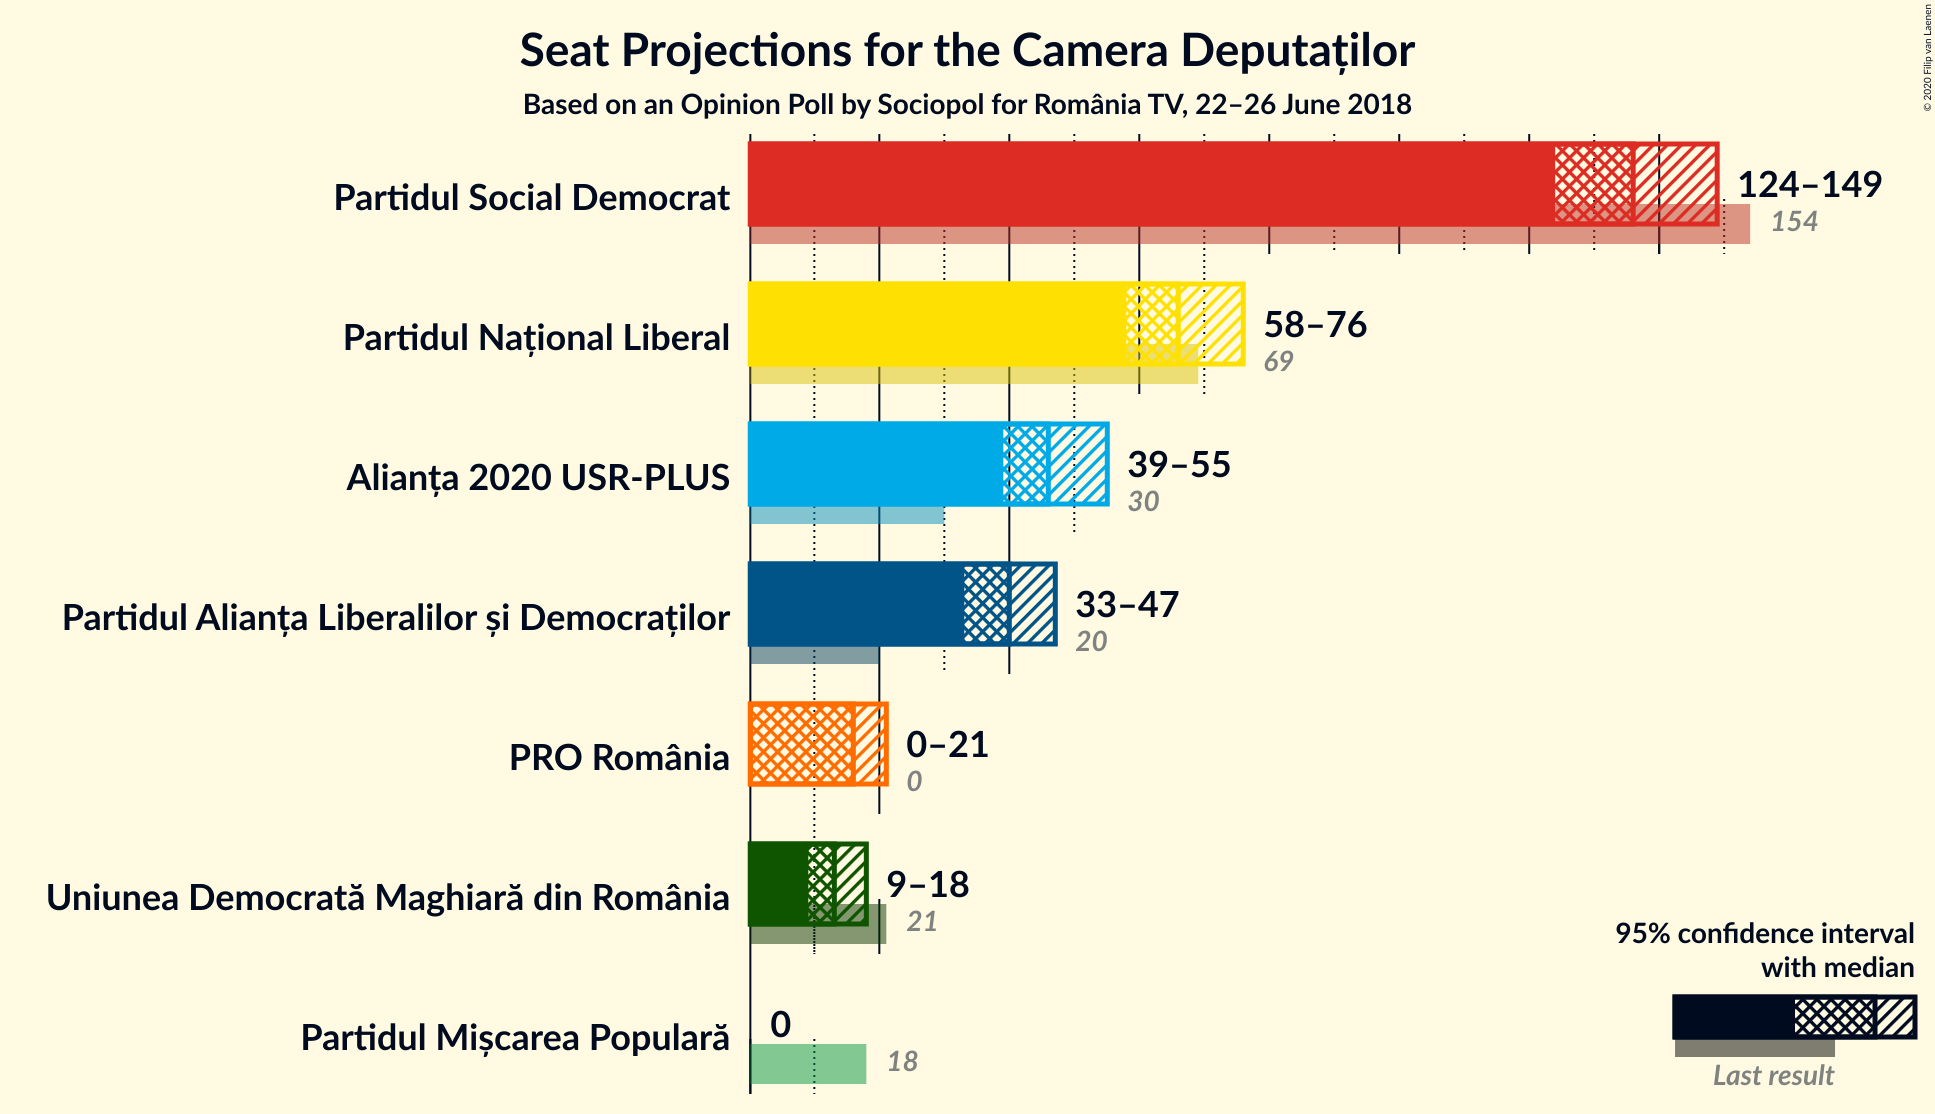 Seat Projections for the Camera Deputaților
Based on an Opinion Poll by Sociopol for România TV, 22–26 June 2018
© 2020 Filip van Laenen
Partidul Social Democrat
124–149
154
Partidul Național Liberal
58–76
69
Alianța 2020 USR-PLUS
39–55
30
Partidul Alianța Liberalilor și Democraților
33–47
20
PRO România
0–21
0
Uniunea Democrată Maghiară din România
9–18
21
Partidul Mișcarea Populară
0
18
95% confidence interval
with median
Last result